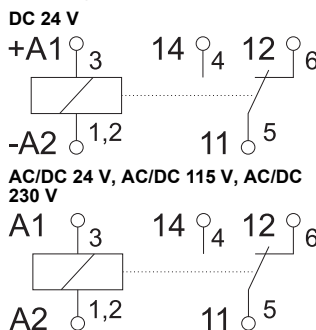 DC 24 V
+A1 3 14 4 12 6
-A2 1,2 11 5
AC/DC 24 V, AC/DC 115 V, AC/DC
230 V
A1 3 14 4 12 6
A2 1,2 11 5